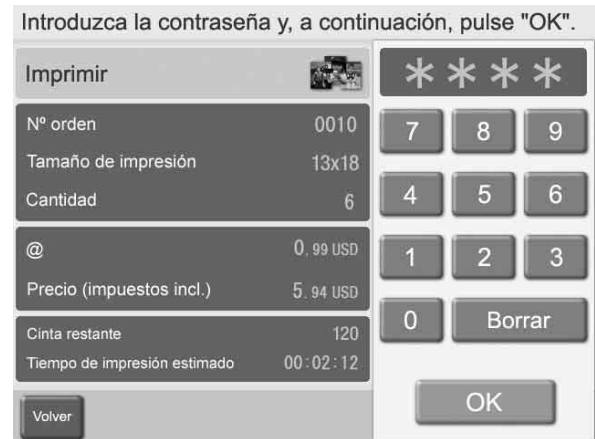 Introduzca la contraseña y, a continuación, pulse "OK".
Imprimir
****
Nº orden 0010
Tamaño de impresión 13x18
Cantidad 6
@ 0.99 USD
Precio (impuestos incl.) 5.94 USD
Cinta restante 120
Tiempo de impresión estimado 00:02:12
Volver
7 8 9
4 5 6
1 2 3
0 Borrar
OK